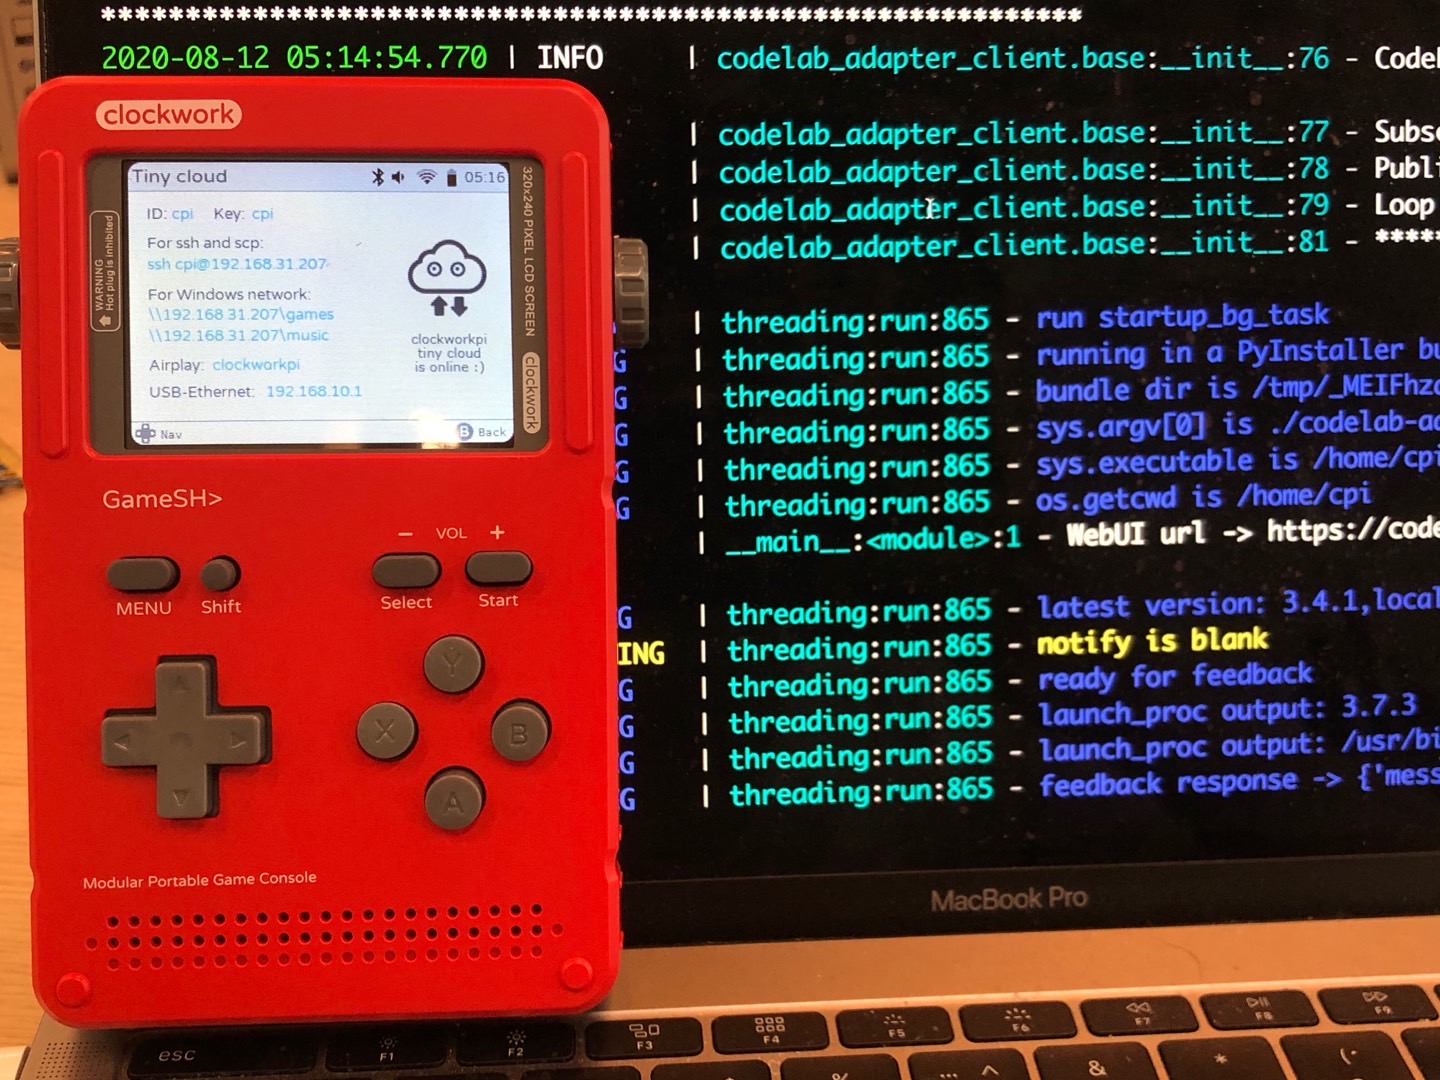 clockwork
Tiny cloud
05:16
ID: cpi Key: cpi
For ssh and scp:
ssh cpi@192.168.31.207
For Windows network:
\\192.168.31.207\games
\\192.168.31.207\music
Airplay: clockworkpi
USB-Ethernet: 192.168.10.1
clockworkpi
tiny cloud
is online :)
Nav
B Back
WARNING
Hot plug is inhibited
320x240 PIXEL LCD SCREEN
clockwork
GameSH>
- VOL +
MENU Shift
Select Start
Y
X
B
A
Modular Portable Game Console
************************************************************
2020-08-12 05:14:54.770 | INFO | codelab_adapter_client.base:__init__:76 - Codel
| codelab_adapter_client.base:__init__:77 - Subsc
| codelab_adapter_client.base:__init__:78 - Publi
| codelab_adapter_client.base:__init__:79 - Loop
| codelab_adapter_client.base:__init__:81 - *****
| threading:run:865 - run startup_bg_task
G | threading:run:865 - running in a PyInstaller bu
G | threading:run:865 - bundle dir is /tmp/_MEIFhzc
G | threading:run:865 - sys.argv[0] is ./codelab-ad
G | threading:run:865 - sys.executable is /home/cpi
G | threading:run:865 - os.getcwd is /home/cpi
| __main__:<module>:1 - WebUI url -> https://code
G | threading:run:865 - latest version: 3.4.1,local
ING | threading:run:865 - notify is blank
G | threading:run:865 - ready for feedback
G | threading:run:865 - launch_proc output: 3.7.3
G | threading:run:865 - launch_proc output: /usr/bi
G | threading:run:865 - feedback response -> {'mess
MacBook Pro
esc
F1
F2
F3
F4
F5
F6
F7
F8
F9
%
^
&
*
(